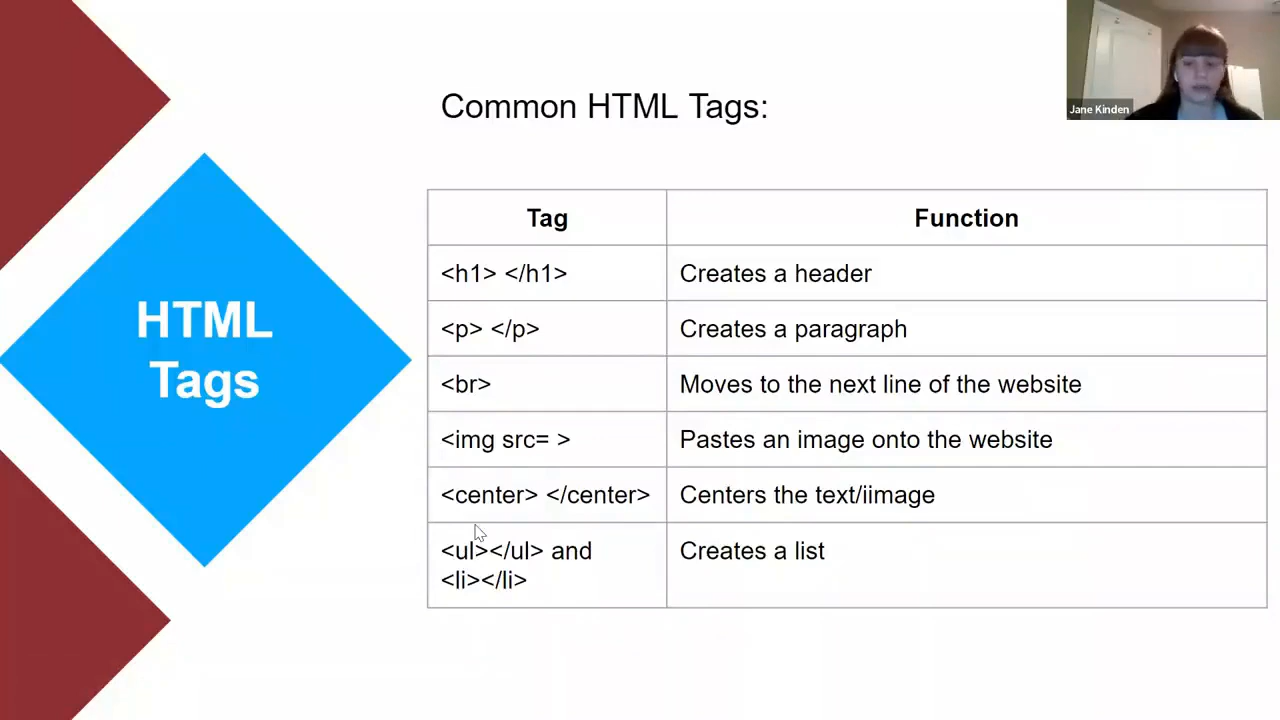 Common HTML Tags:
Jane Kinden
HTML
Tags
Tag Function
<h1> </h1> Creates a header
<p> </p> Creates a paragraph
<br> Moves to the next line of the website
<img src= > Pastes an image onto the website
<center> </center> Centers the text/iimage
<ul></ul> and Creates a list
<li></li>